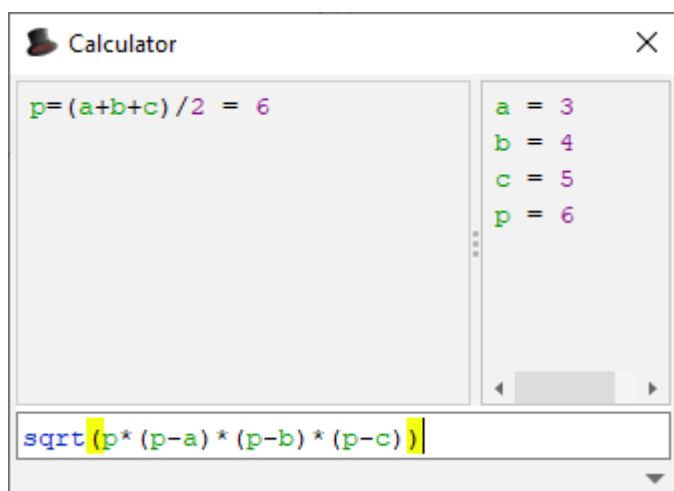 Calculator
p=(a+b+c)/2 = 6
a = 3
b = 4
c = 5
p = 6
sqrt(p*(p-a)*(p-b)*(p-c))